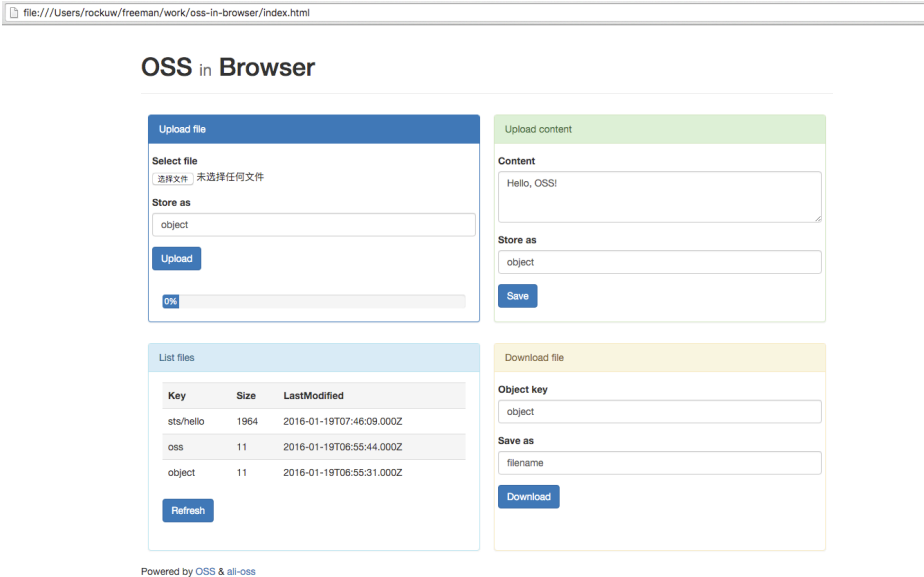 file:///Users/rockuw/freeman/work/oss-in-browser/index.html
OSS in Browser
Upload file
Select file
选择文件 未选择任何文件
Store as
object
Upload
0%
Upload content
Content
Hello, OSS!
Store as
object
Save
List files
Key Size LastModified
sts/hello 1964 2016-01-19T07:46:09.000Z
oss 11 2016-01-19T06:55:44.000Z
object 11 2016-01-19T06:55:31.000Z
Refresh
Download file
Object key
object
Save as
filename
Download
Powered by OSS & ali-oss